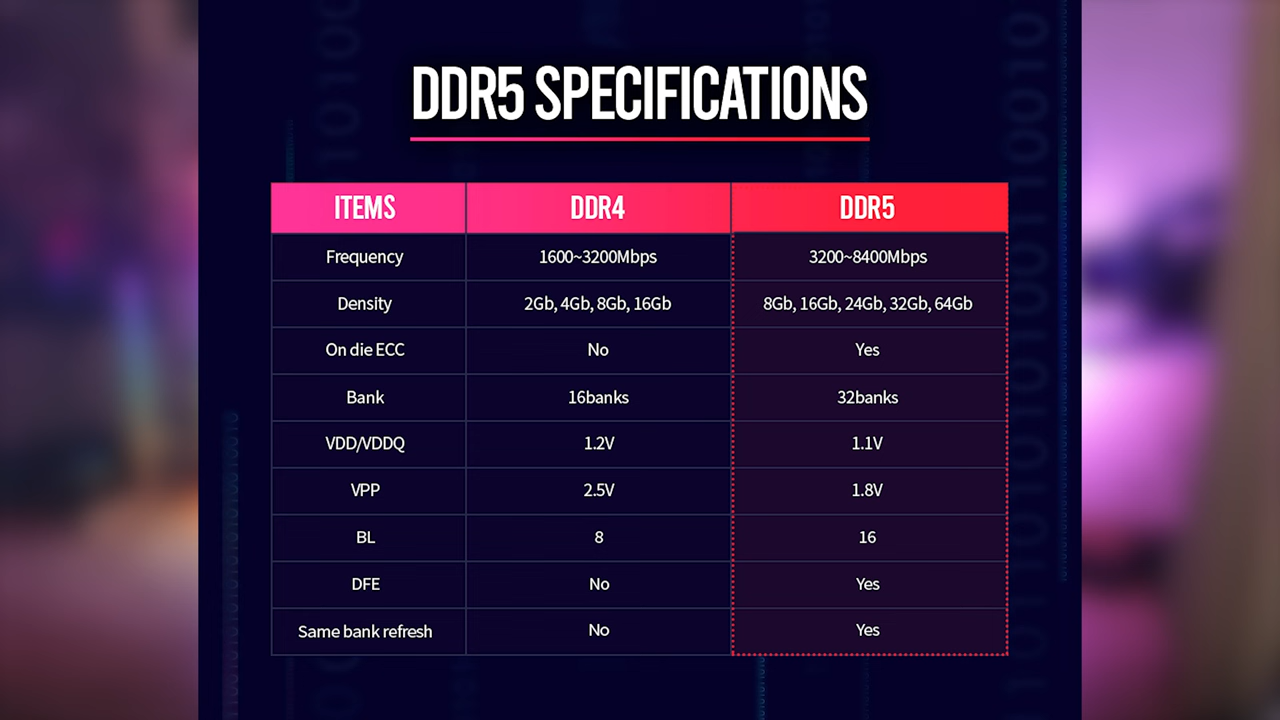 DDR5 SPECIFICATIONS
ITEMS DDR4 DDR5
Frequency 1600~3200Mbps 3200~8400Mbps
Density 2Gb, 4Gb, 8Gb, 16Gb 8Gb, 16Gb, 24Gb, 32Gb, 64Gb
On die ECC No Yes
Bank 16banks 32banks
VDD/VDDQ 1.2V 1.1V
VPP 2.5V 1.8V
BL 8 16
DFE No Yes
Same bank refresh No Yes